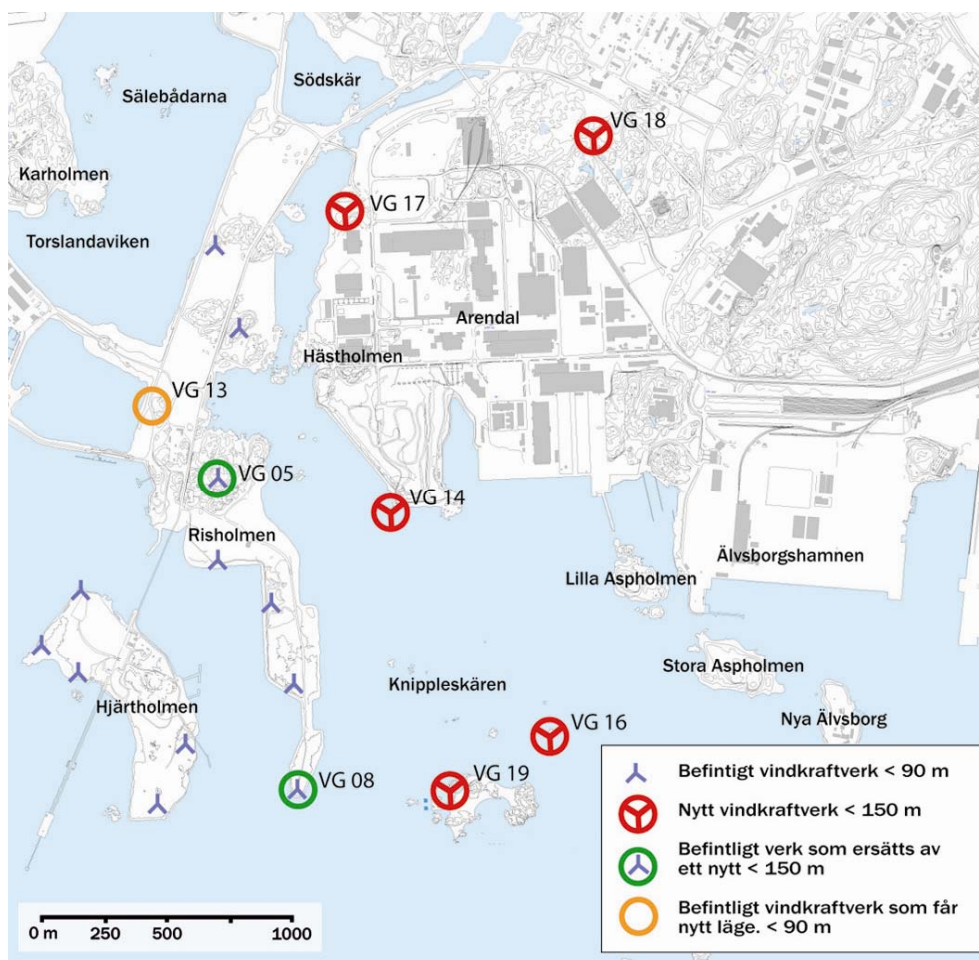 Södskär
Sälebådarna
VG 18
Karholmen
VG 17
Torslandaviken
Arendal
Hästholmen
VG 13
VG 05
VG 14
Risholmen
Älvsborgshamnen
Lilla Aspholmen
Stora Aspholmen
Knippleskären
Hjärtholmen
Nya Älvsborg
VG 16
VG 08
VG 19
Befintigt vindkraftverk < 90 m
Nytt vindkraftverk < 150 m
Befintligt verk som ersätts av
ett nytt < 150 m
Befintligt vindkraftverk som får
nytt läge. < 90 m
0 m 250 500 1000